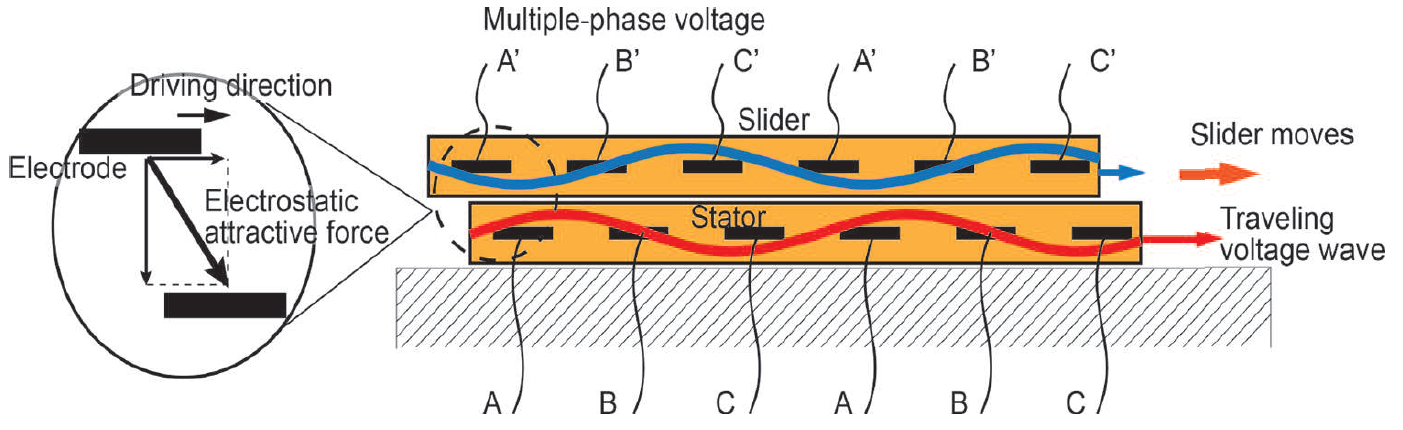 Multiple-phase voltage
A’ B’ C’ A’ B’ C’
Driving direction
Slider
Slider moves
Electrode
Electrostatic
attractive force
Stator
Traveling
voltage wave
A B C A B C